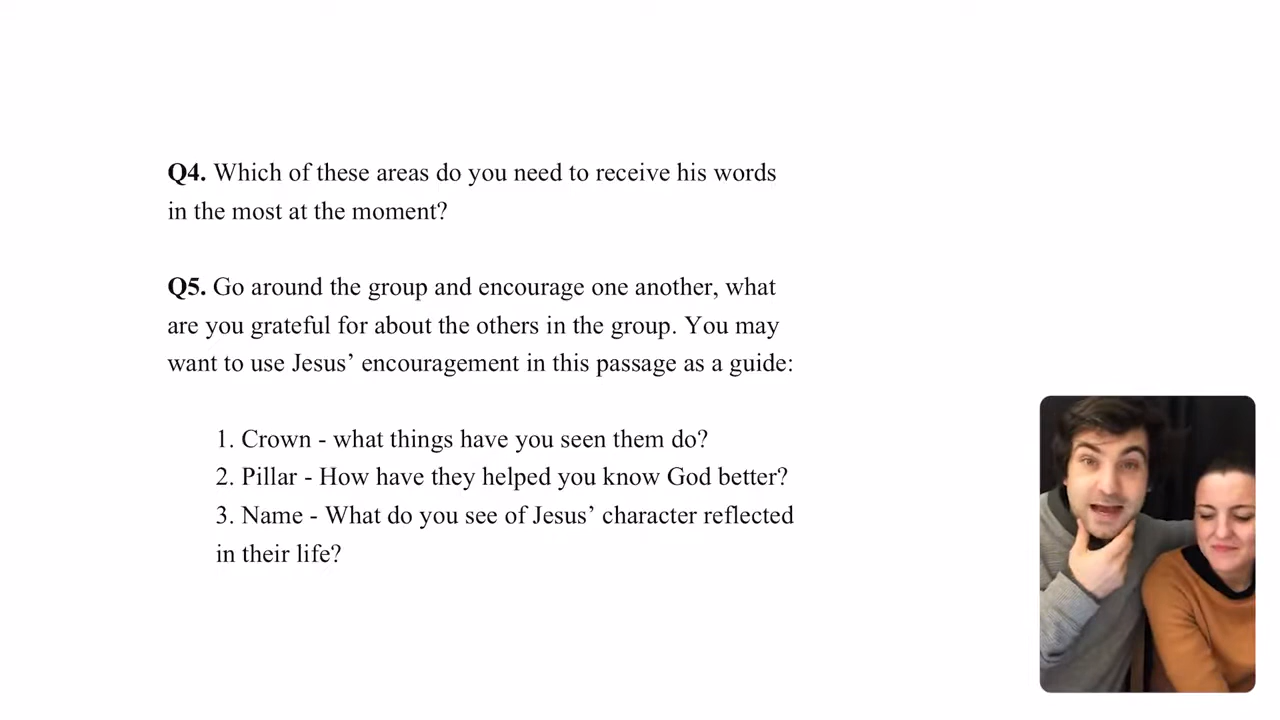 Q4. Which of these areas do you need to receive his words
in the most at the moment?
Q5. Go around the group and encourage one another, what
are you grateful for about the others in the group. You may
want to use Jesus’ encouragement in this passage as a guide:
1. Crown - what things have you seen them do?
2. Pillar - How have they helped you know God better?
3. Name - What do you see of Jesus’ character reflected
in their life?